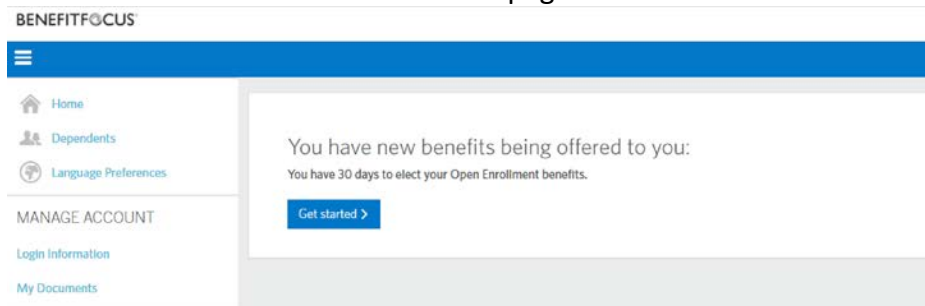 BENEFITFOCUS
Home
Dependents
Language Preferences
MANAGE ACCOUNT
Login Information
My Documents
You have new benefits being offered to you:
You have 30 days to elect your Open Enrollment benefits.
Get started >